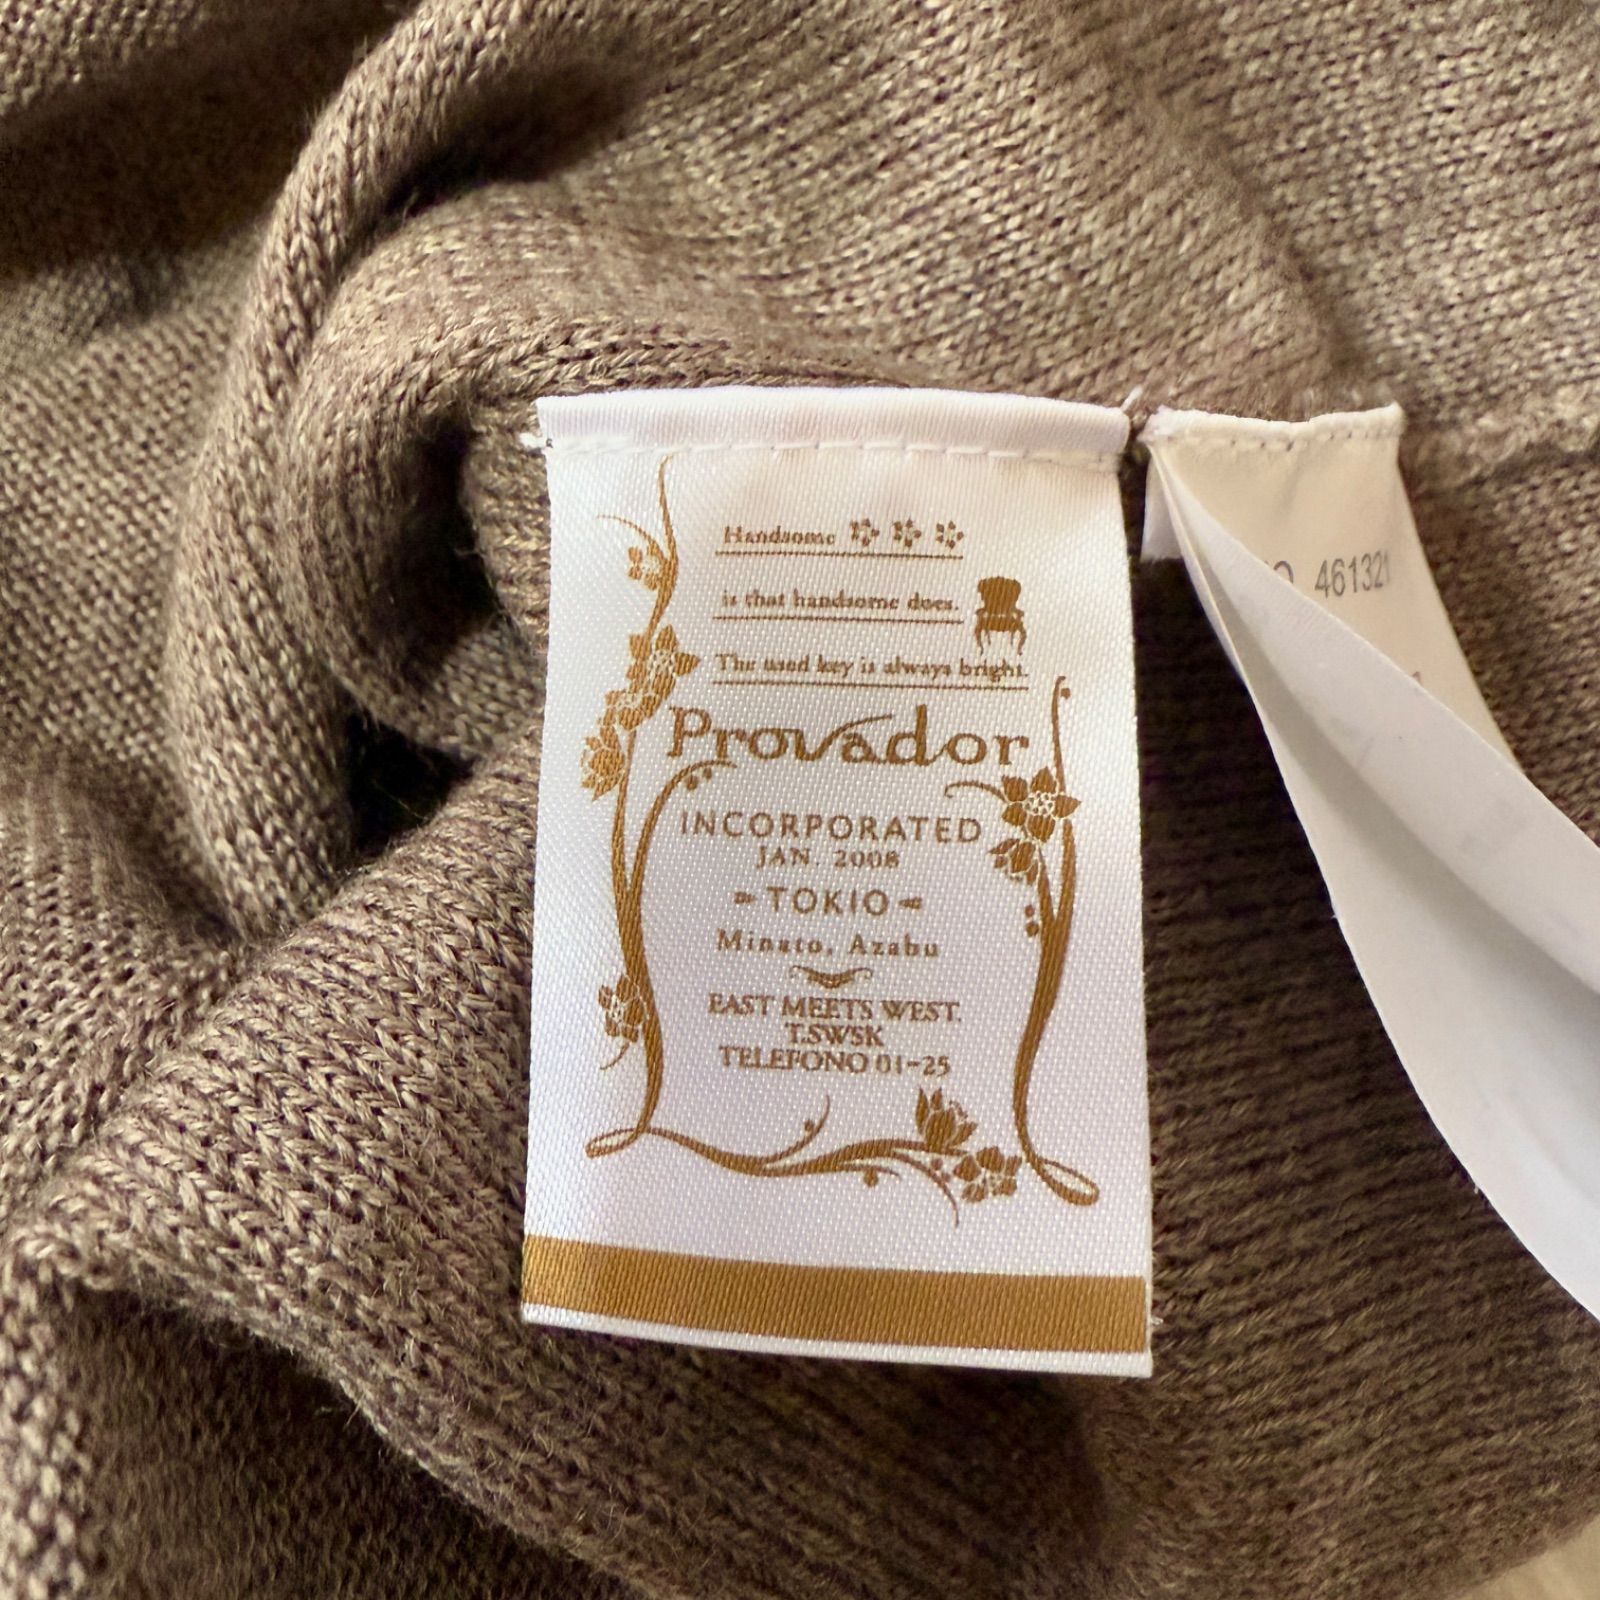 Handsome
is that handsome does.
The used key is always bright.
Provador
INCORPORATED
JAN. 2008
TOKIO
Minato, Azabu
EAST MEETS WEST.
T.SWSK
TELEFONO 01-25
461321